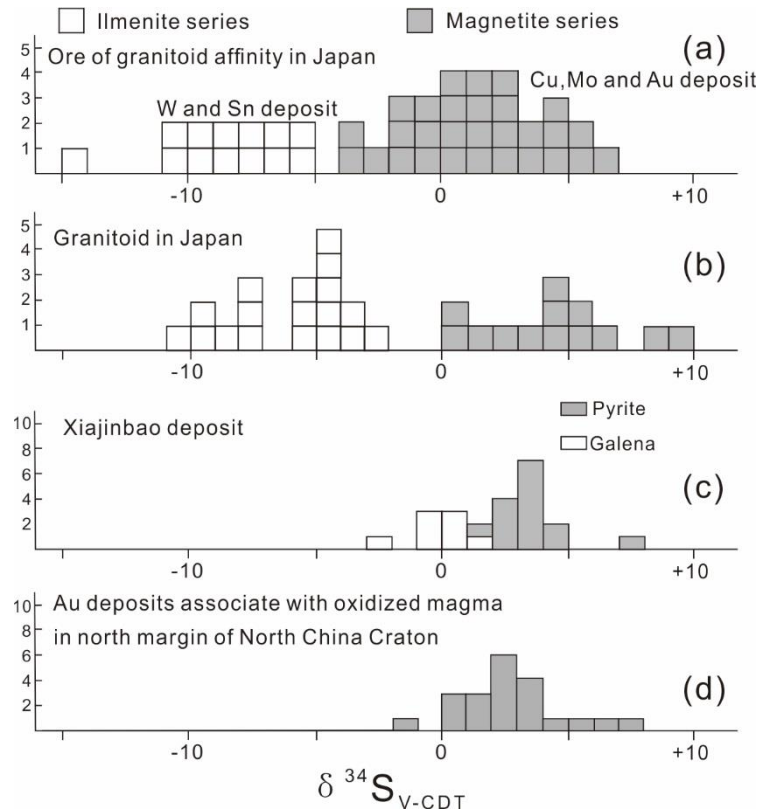 Ilmenite series
Magnetite series
(a)
5
Ore of granitoid affinity in Japan
4
Cu,Mo and Au deposit
3
W and Sn deposit
2
1
-10
0
+10
(b)
5
Granitoid in Japan
4
3
2
1
-10
0
+10
10
Xiajinbao deposit
Pyrite
8
Galena
6
(c)
4
2
-10
0
+10
10
Au deposits associate with oxidized magma
8
in north margin of North China Craton
6
(d)
4
2
-10
0
+10
δ ³⁴S V-CDT